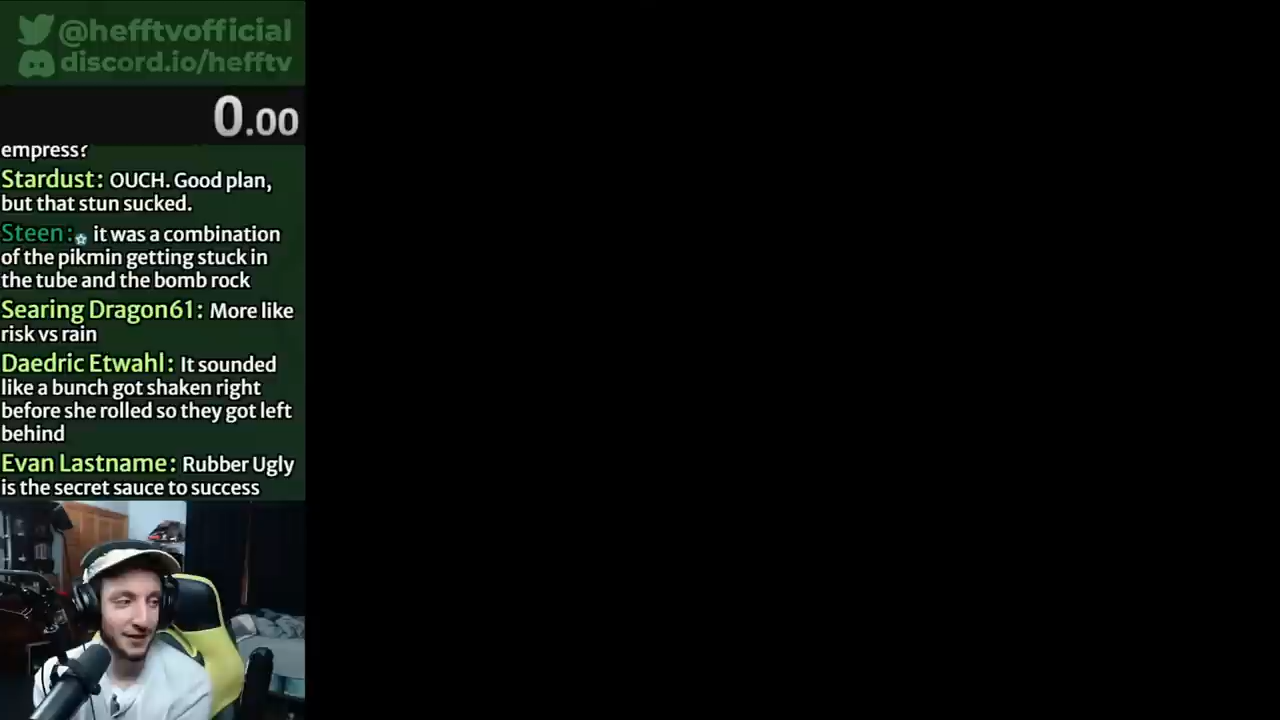 @hefftvofficial
discord.io/hefftv
0.00
empress?
Stardust: OUCH. Good plan,
but that stun sucked.
Steen: it was a combination
of the pikmin getting stuck in
the tube and the bomb rock
Searing Dragon61: More like
risk vs rain
Daedric Etwahl: It sounded
like a bunch got shaken right
before she rolled so they got left
behind
Evan Lastname: Rubber Ugly
is the secret sauce to success